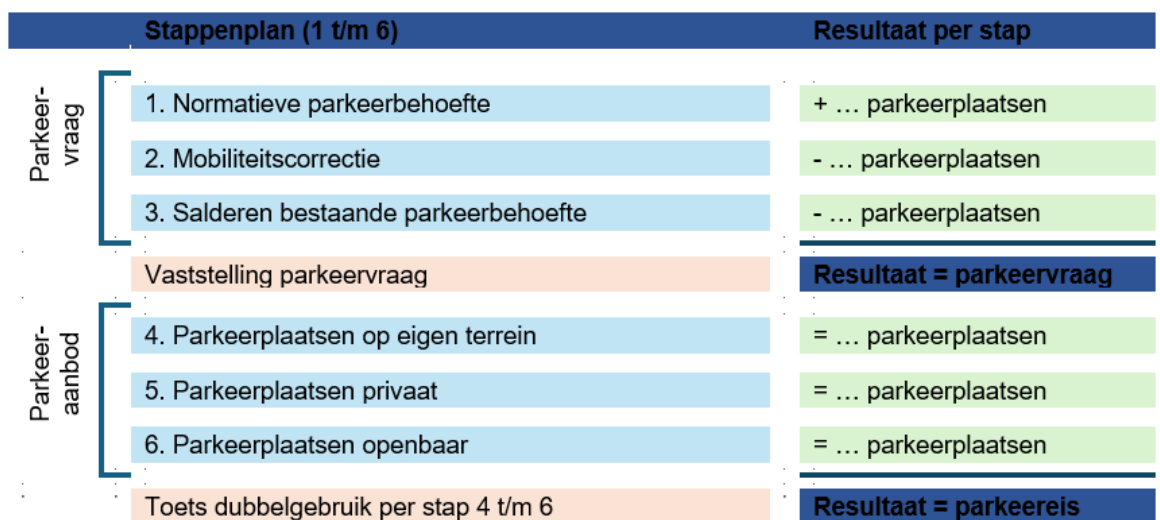 Stappenplan (1 t/m 6) Resultaat per stap
Parkeer-
vraag
1. Normatieve parkeerbehoefte + … parkeerplaatsen
2. Mobiliteitscorrectie - … parkeerplaatsen
3. Salderen bestaande parkeerbehoefte - … parkeerplaatsen
Vaststelling parkeervraag Resultaat = parkeervraag
Parkeer-
aanbod
4. Parkeerplaatsen op eigen terrein = … parkeerplaatsen
5. Parkeerplaatsen privaat = … parkeerplaatsen
6. Parkeerplaatsen openbaar = … parkeerplaatsen
Toets dubbelgebruik per stap 4 t/m 6 Resultaat = parkeereis